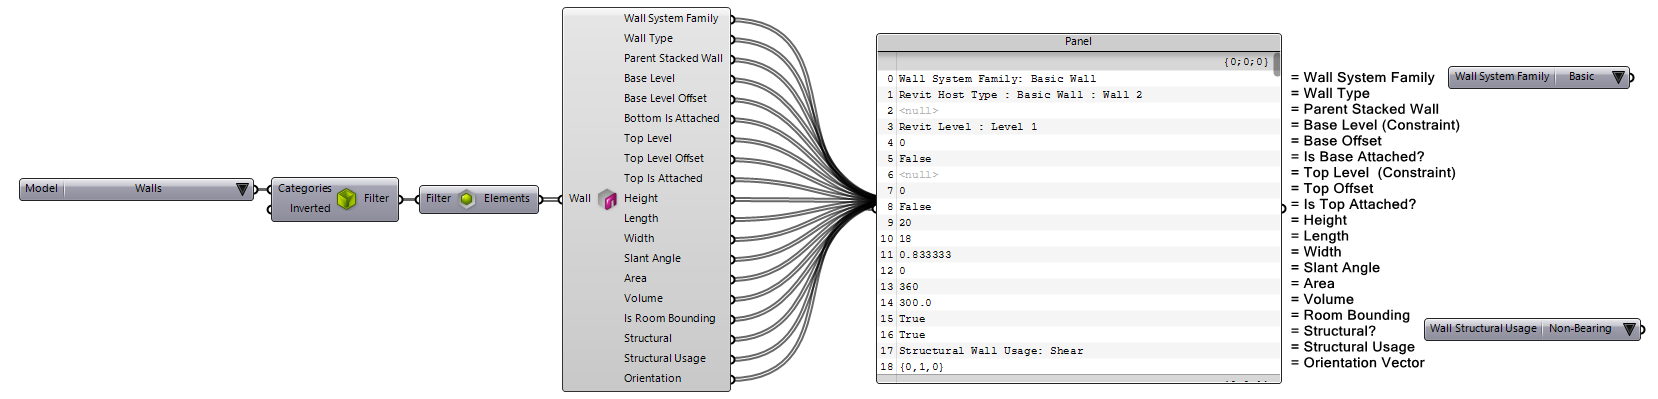 Model Walls
Categories
Inverted
Filter
Filter Elements
Wall
Wall System Family
Wall Type
Parent Stacked Wall
Base Level
Base Level Offset
Bottom Is Attached
Top Level
Top Level Offset
Top Is Attached
Height
Length
Width
Slant Angle
Area
Volume
Is Room Bounding
Structural
Structural Usage
Orientation
Panel
{0;0;0}
0 Wall System Family: Basic Wall
1 Revit Host Type : Basic Wall : Wall 2
2 <null>
3 Revit Level : Level 1
4 0
5 False
6 <null>
7 0
8 False
9 20
10 18
11 0.833333
12 0
13 360
14 300.0
15 True
16 True
17 Structural Wall Usage: Shear
18 {0,1,0}
= Wall System Family
= Wall Type
= Parent Stacked Wall
= Base Level (Constraint)
= Base Offset
= Is Base Attached?
= Top Level (Constraint)
= Top Offset
= Is Top Attached?
= Height
= Length
= Width
= Slant Angle
= Area
= Volume
= Room Bounding
= Structural?
= Structural Usage
= Orientation Vector
Wall System Family Basic
Wall Structural Usage Non-Bearing